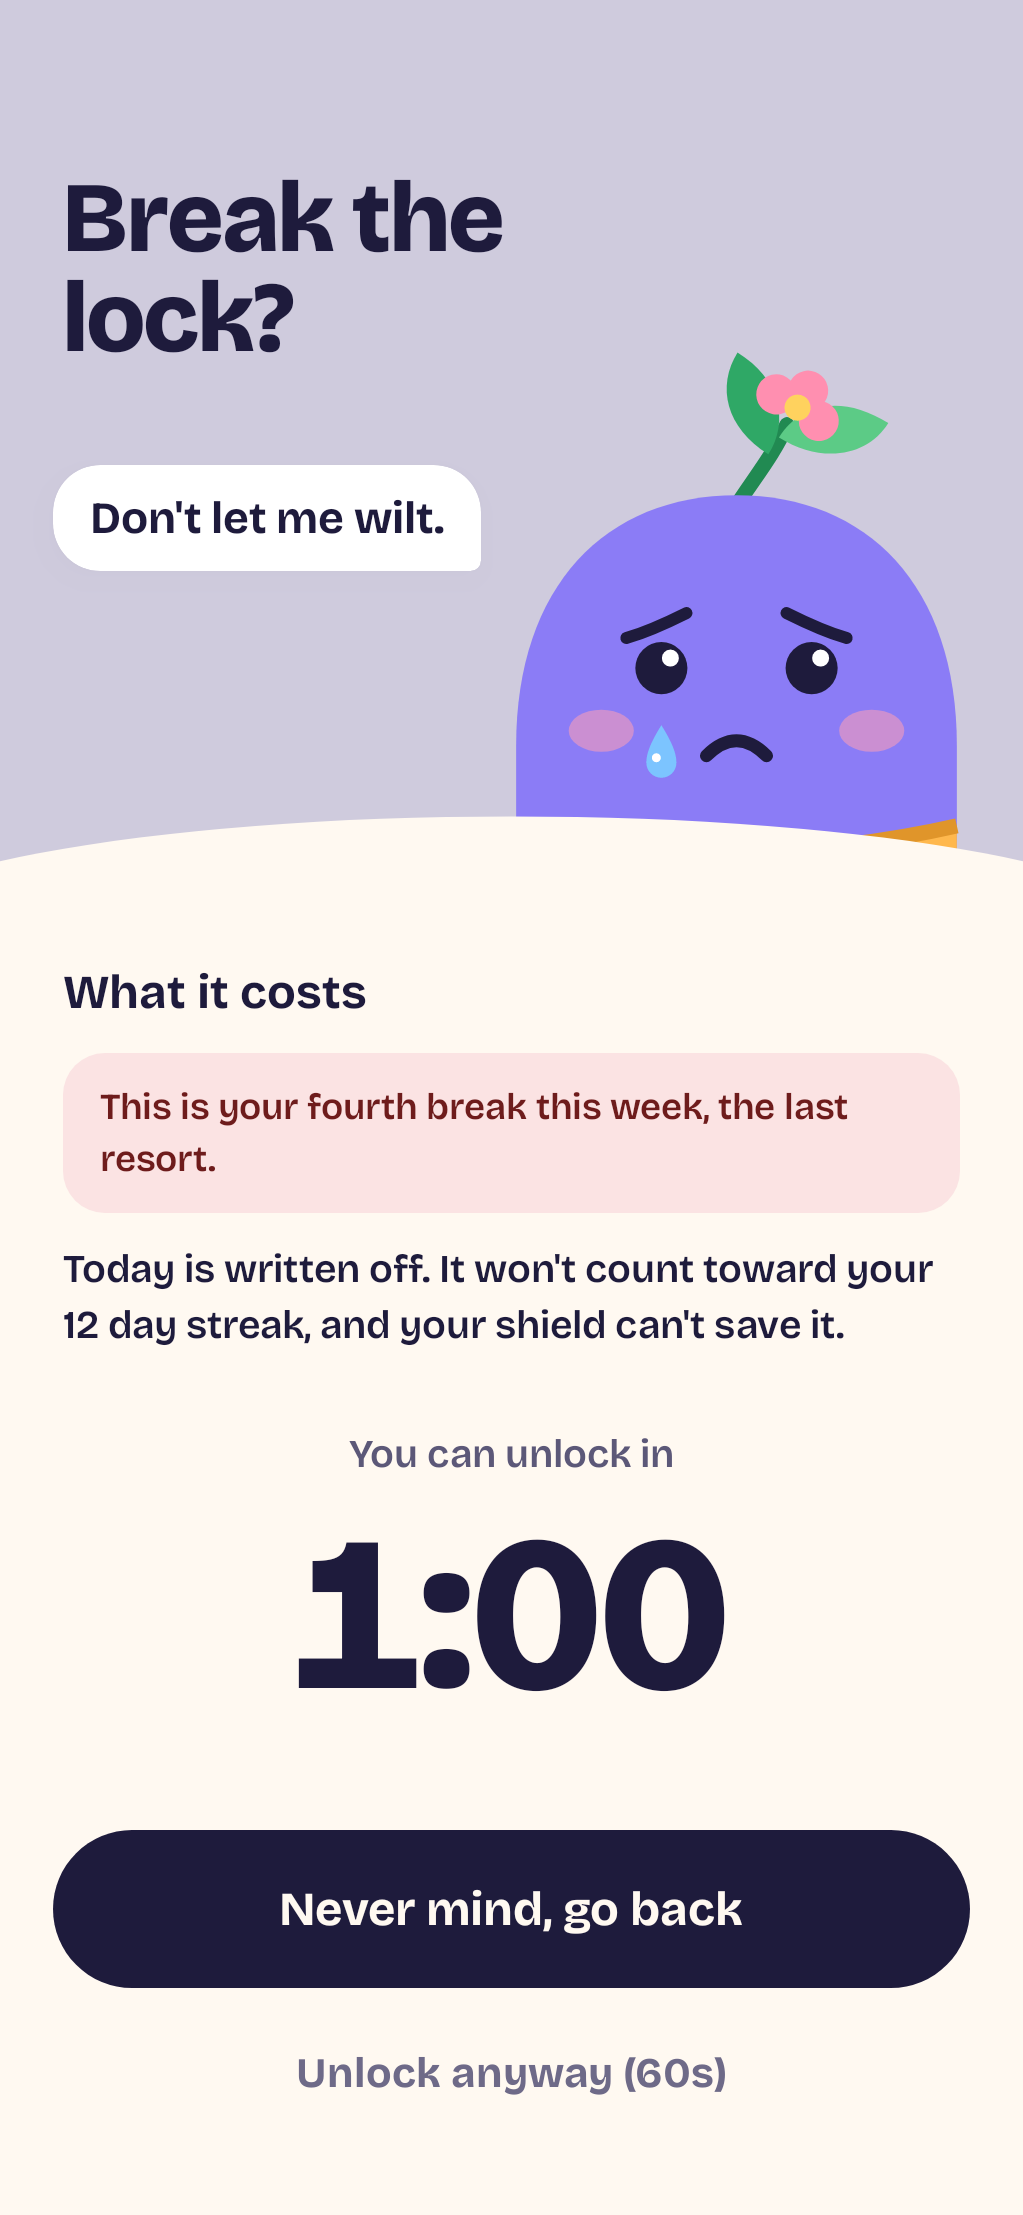 Break the
lock?
Don't let me wilt.
What it costs
This is your fourth break this week, the last
resort.
Today is written off. It won't count toward your
12 day streak, and your shield can't save it.
You can unlock in
1:00
Never mind, go back
Unlock anyway (60s)